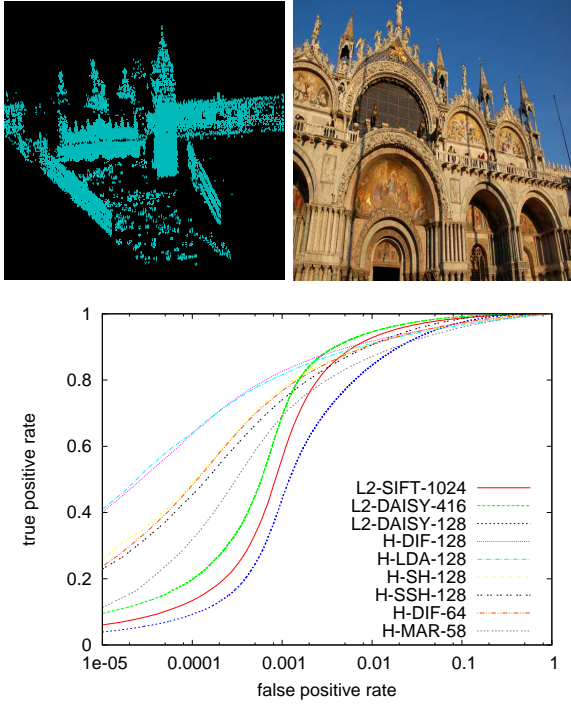 1
0.8
0.6
0.4
0.2
0
true positive rate
L2-SIFT-1024
L2-DAISY-416
L2-DAISY-128
H-DIF-128
H-LDA-128
H-SH-128
H-SSH-128
H-DIF-64
H-MAR-58
1e-05 0.0001 0.001 0.01 0.1 1
false positive rate